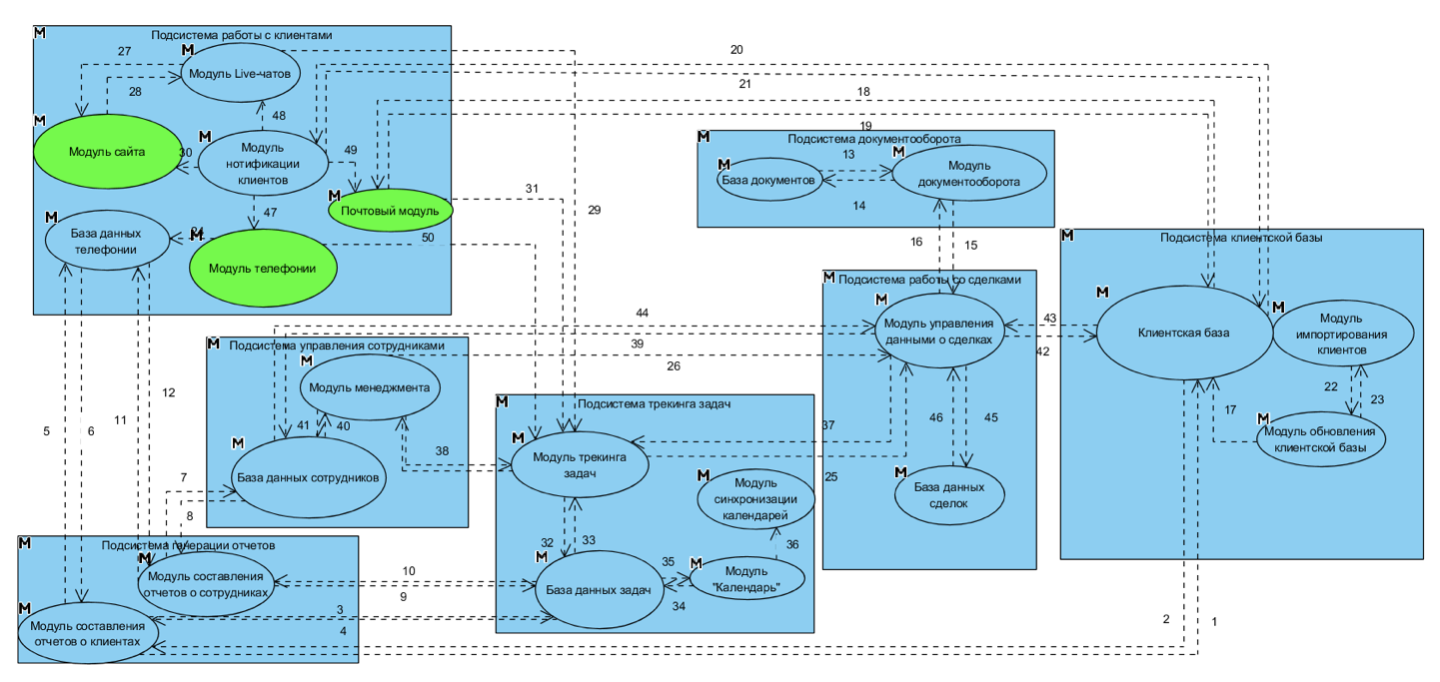 Подсистема работы с клиентами
M
27
M
Модуль Live-чатов
28
48
20
21
18
19
M
Модуль сайта
30
M
Модуль
нотификации
клиентов
49
M
Почтовый модуль
31
29
47
M
База данных
телефонии
M
Модуль телефонии
50
M
Подсистема документооборота
13
M
База документов
M
Модуль
документооборота
14
16
15
M
Подсистема клиентской базы
M
Клиентская база
Модуль
импортирования
клиентов
22
23
17
M
Модуль обновления
клиентской базы
M
Подсистема работы со сделками
M
Модуль управления
данными о сделках
43
42
46
45
M
База данных
сделок
44
39
26
M
Подсистема управления сотрудниками
M
Модуль менеджмента
41
40
38
M
База данных сотрудников
M
Подсистема трекинга задач
37
25
M
Модуль трекинга
задач
M
Модуль
синхронизации
календарей
32
33
36
M
База данных задач
35
34
M
Модуль
"Календарь"
5
6
11
12
7
8
M
Подсистема генерации отчетов
M
Модуль составления
отчетов о сотрудниках
10
9
M
Модуль составления
отчетов о клиентах
3
4
2
1